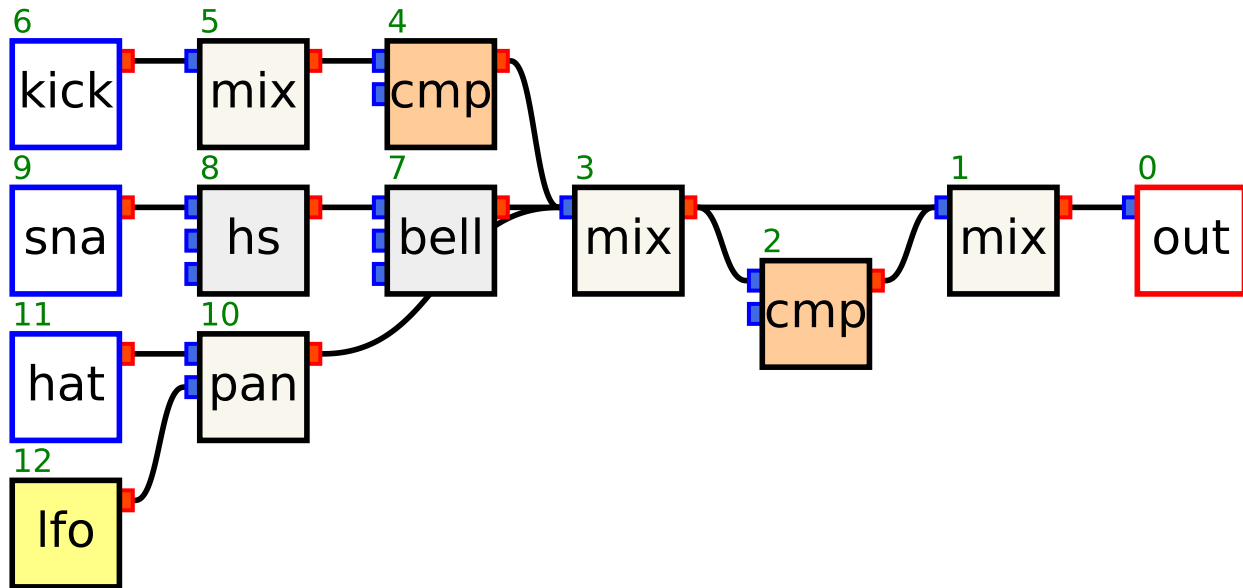 6 5 4
kick mix cmp
9 8 7 3 1 0
sna hs bell mix mix out
2
cmp
11 10
hat pan
12
lfo